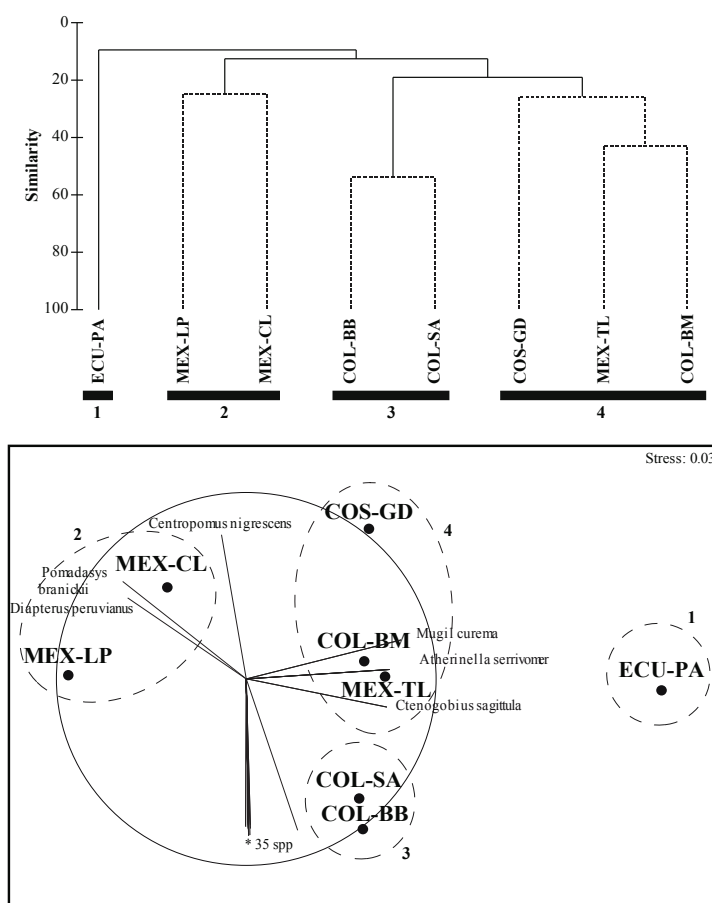 0
20
40
60
80
100
Similarity
ECU-PA
MEX-LP
MEX-CL
COL-BB
COL-SA
COS-GD
MEX-TL
COL-BM
1
2
3
4
Stress: 0.03
COS-GD
Centropomus nigrescens
4
2
MEX-CL
Pomadasys
branickii
Diapterus peruvianus
1
Mugil curema
COL-BM
MEX-LP
Atherinella serrivomer
ECU-PA
MEX-TL
Ctenogobius sagittula
COL-SA
COL-BB
* 35 spp
3